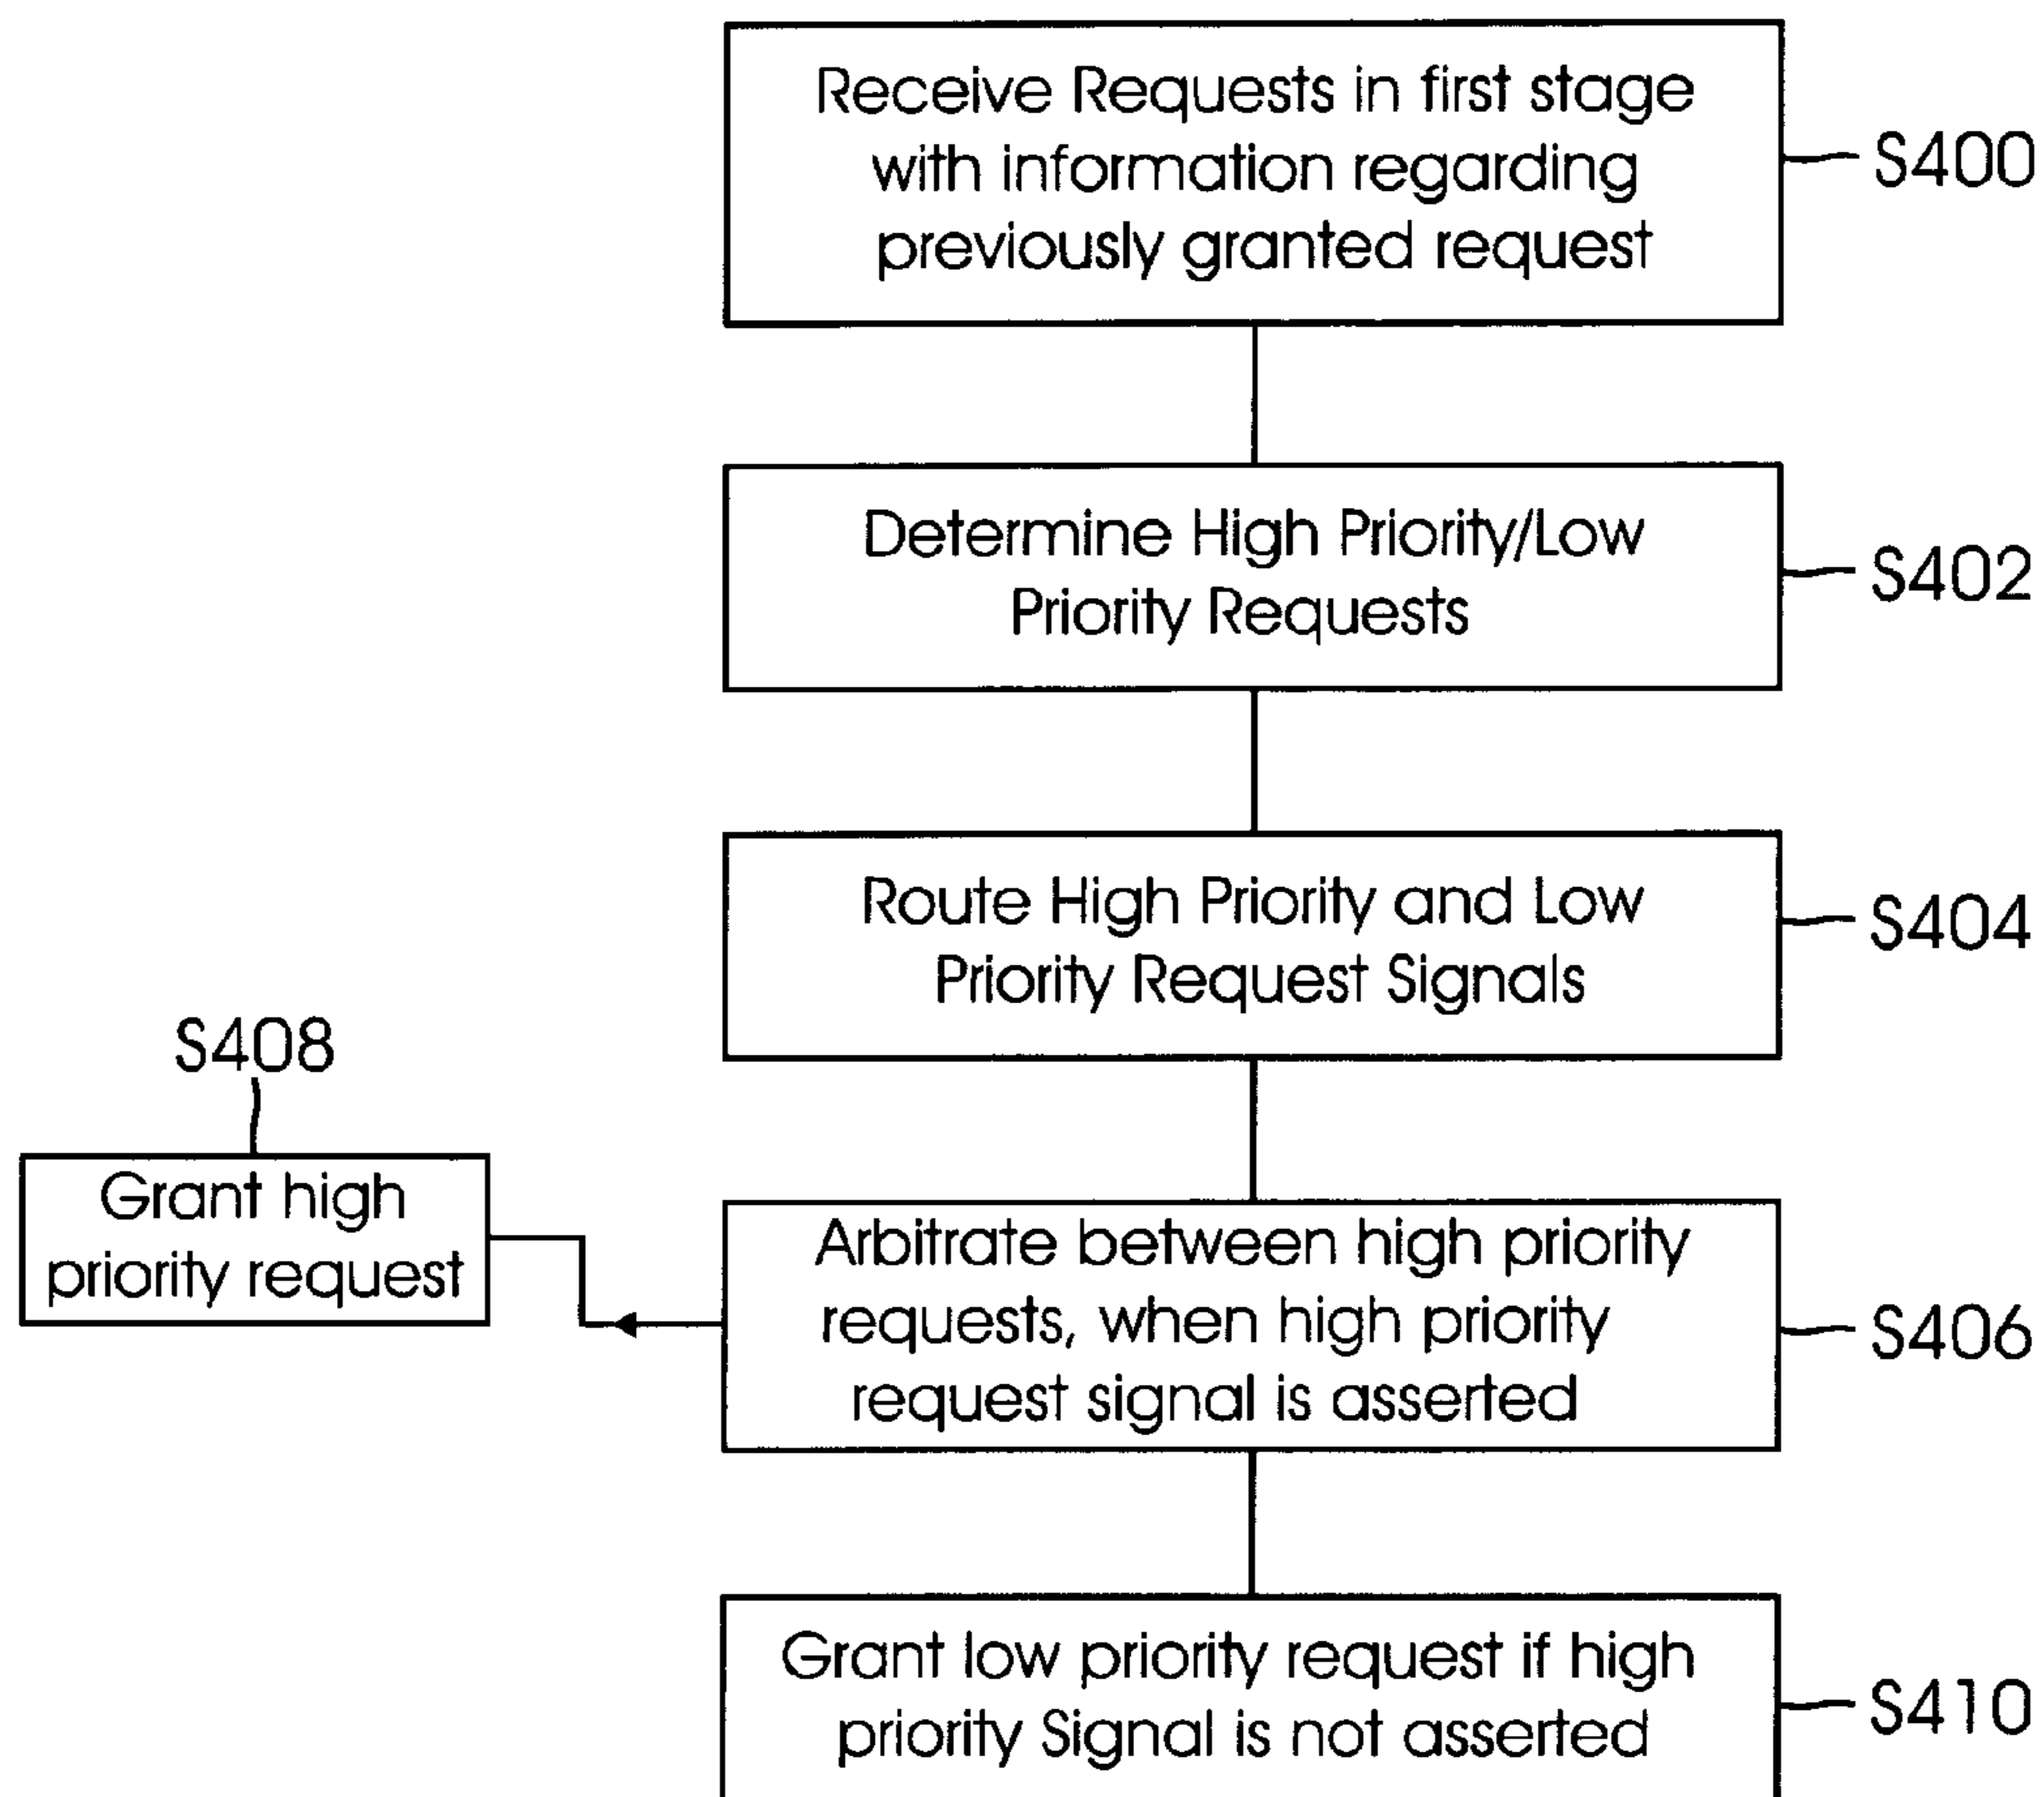 Receive Requests in first stage
with information regarding
previously granted request
S400
Determine High Priority/Low
Priority Requests
S402
Route High Priority and Low
Priority Request Signals
S404
S408
Grant high
priority request
Arbitrate between high priority
requests, when high priority
request signal is asserted
S406
Grant low priority request if high
priority Signal is not asserted
S410